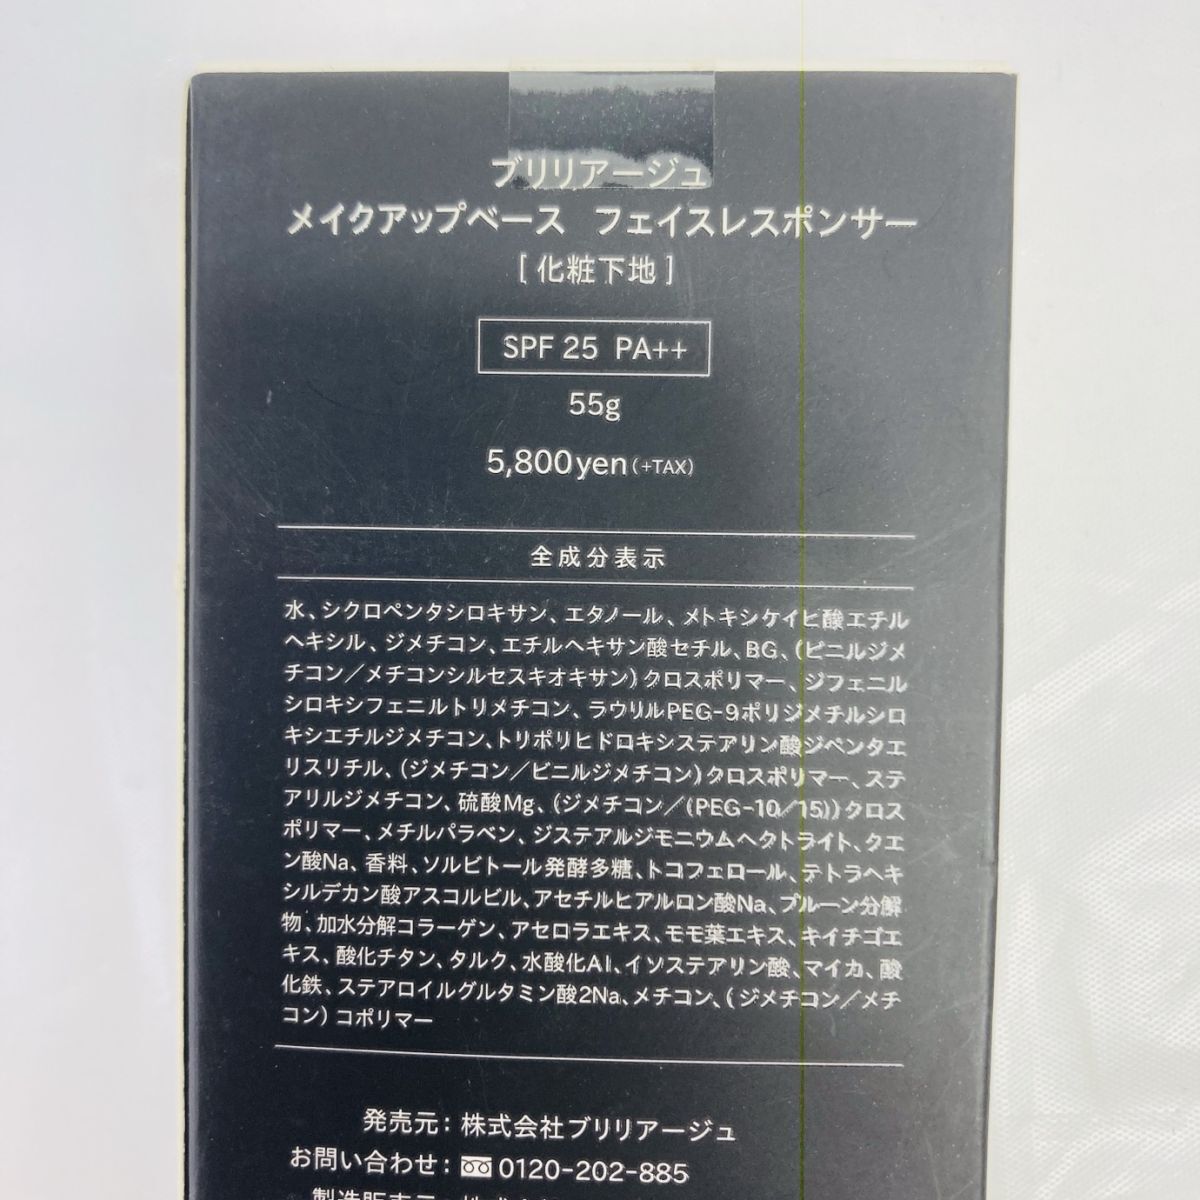 ブリリアージュ
メイクアップベース フェイスレスポンサー
[ 化粧下地 ]
SPF 25 PA++
55g
5,800yen (+TAX)
全成分表示
水、シクロペンタシロキサン、エタノール、メトキシケイヒ酸エチル
ヘキシル、ジメチコン、エチルヘキサン酸セチル、BG、(ビニルジメ
チコン/メチコンシルセスキオキサン)クロスポリマー、ジフェニル
シロキシフェニルトリメチコン、ラウリルPEG-9ポリジメチルシロ
キシエチルジメチコン、トリポリヒドロキシステアリン酸ジペンタエ
リスリチル、(ジメチコン/ビニルジメチコン)クロスポリマー、ステ
アリルジメチコン、硫酸Mg、(ジメチコン/(PEG-10/15))クロス
ポリマー、メチルパラベン、ジステアルジモニウムヘクトライト、クエ
ン酸Na、香料、ソルビトール発酵多糖、トコフェロール、テトラヘキ
シルデカン酸アスコルビル、アセチルヒアルロン酸Na、プルーン分解
物、加水分解コラーゲン、アセロラエキス、モモ葉エキス、キイチゴエ
キス、酸化チタン、タルク、水酸化Al、イソステアリン酸、マイカ、酸
化鉄、ステアロイルグルタミン酸2Na、メチコン、(ジメチコン/メチ
コン)コポリマー
発売元:株式会社ブリリアージュ
お問い合わせ: 0120-202-885
製造販売元:株式会社